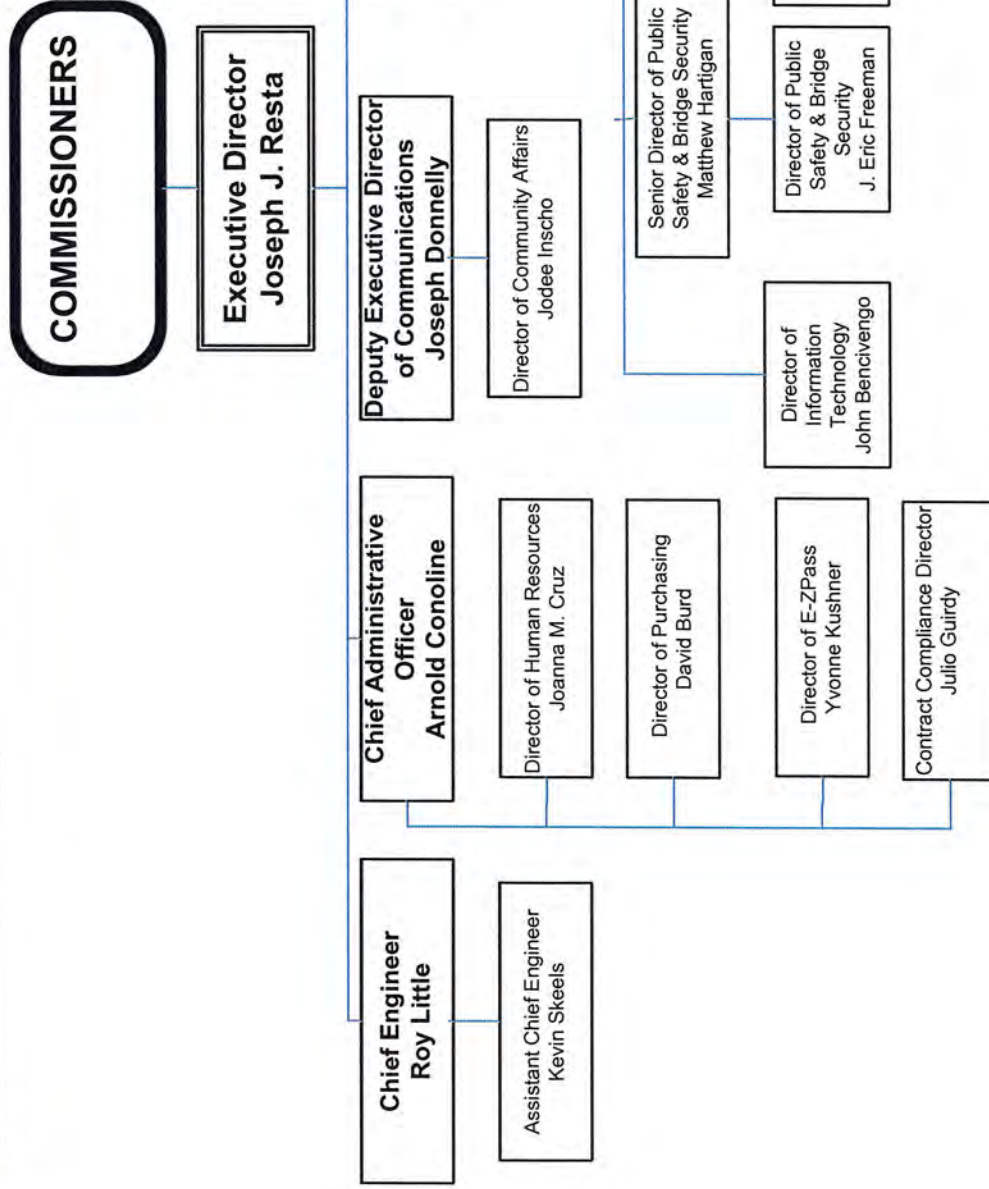 COMMISSIONERS
Executive Director
Joseph J. Resta
Chief Engineer
Roy Little
Assistant Chief Engineer
Kevin Skeels
Chief Administrative
Officer
Arnold Conoline
Director of Human Resources
Joanna M. Cruz
Director of Purchasing
David Burd
Director of E-ZPass
Yvonne Kushner
Contract Compliance Director
Julio Guirdy
Deputy Executive Director
of Communications
Joseph Donnelly
Director of Community Affairs
Jodee Inscho
Director of
Information
Technology
John Bencivengo
Senior Director of Public
Safety & Bridge Security
Matthew Hartigan
Director of Public
Safety & Bridge
Security
J. Eric Freeman